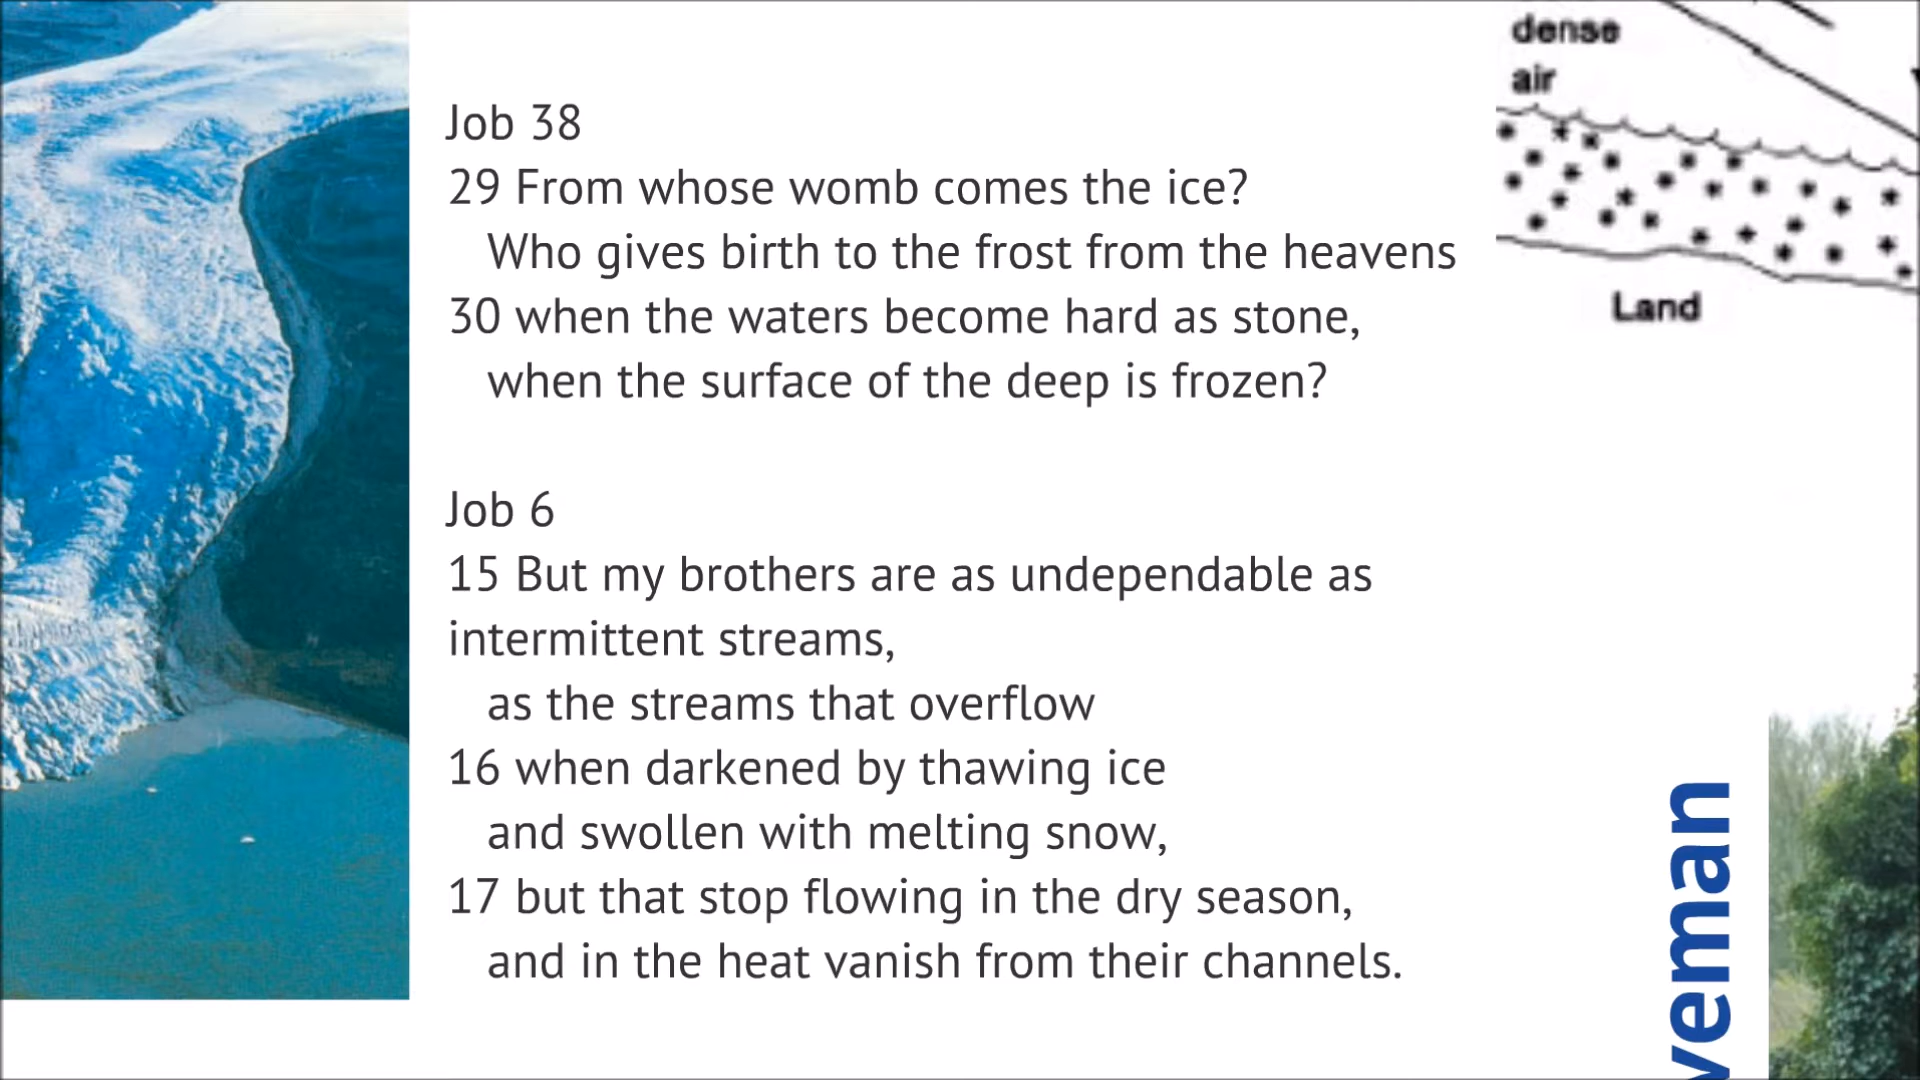 dense
air
Land
Job 38
29 From whose womb comes the ice?
Who gives birth to the frost from the heavens
30 when the waters become hard as stone,
when the surface of the deep is frozen?
Job 6
15 But my brothers are as undependable as
intermittent streams,
as the streams that overflow
16 when darkened by thawing ice
and swollen with melting snow,
17 but that stop flowing in the dry season,
and in the heat vanish from their channels.
veman